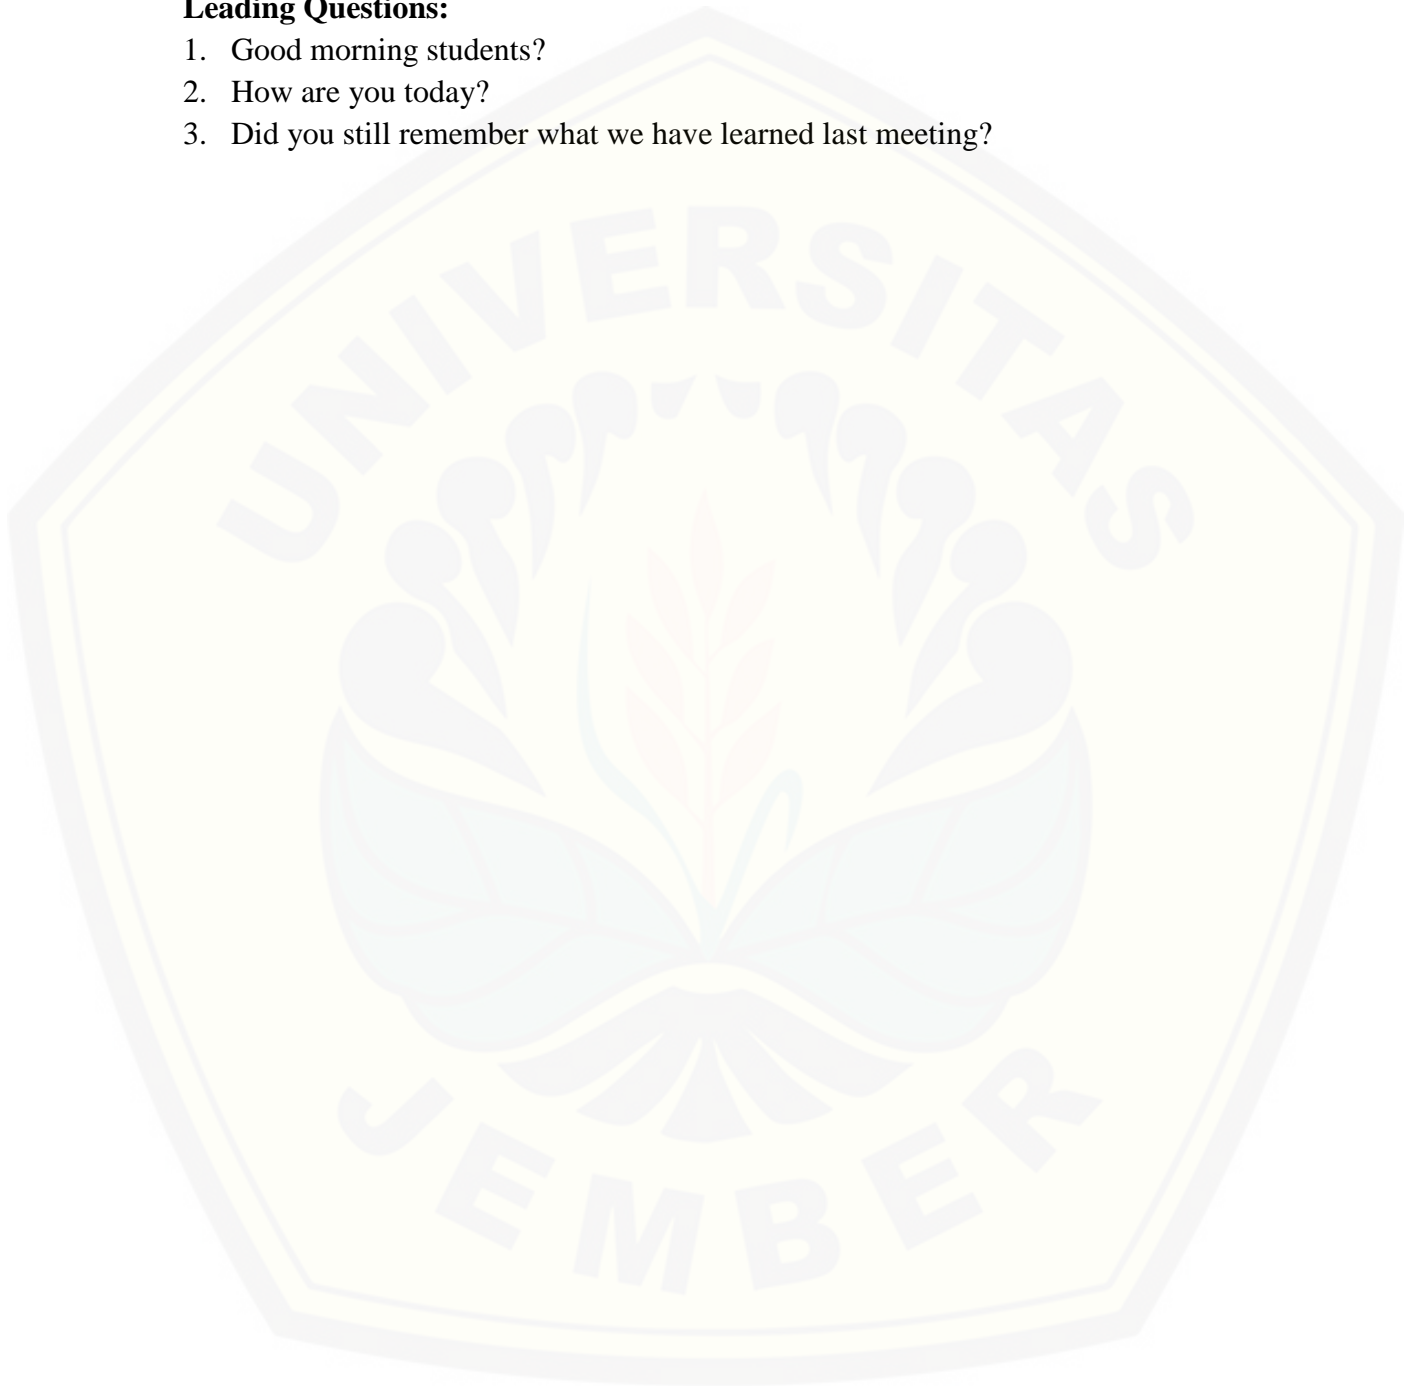 Leading Questions:
1. Good morning students?
2. How are you today?
3. Did you still remember what we have learned last meeting?
UNIVERSITAS
JEMBER